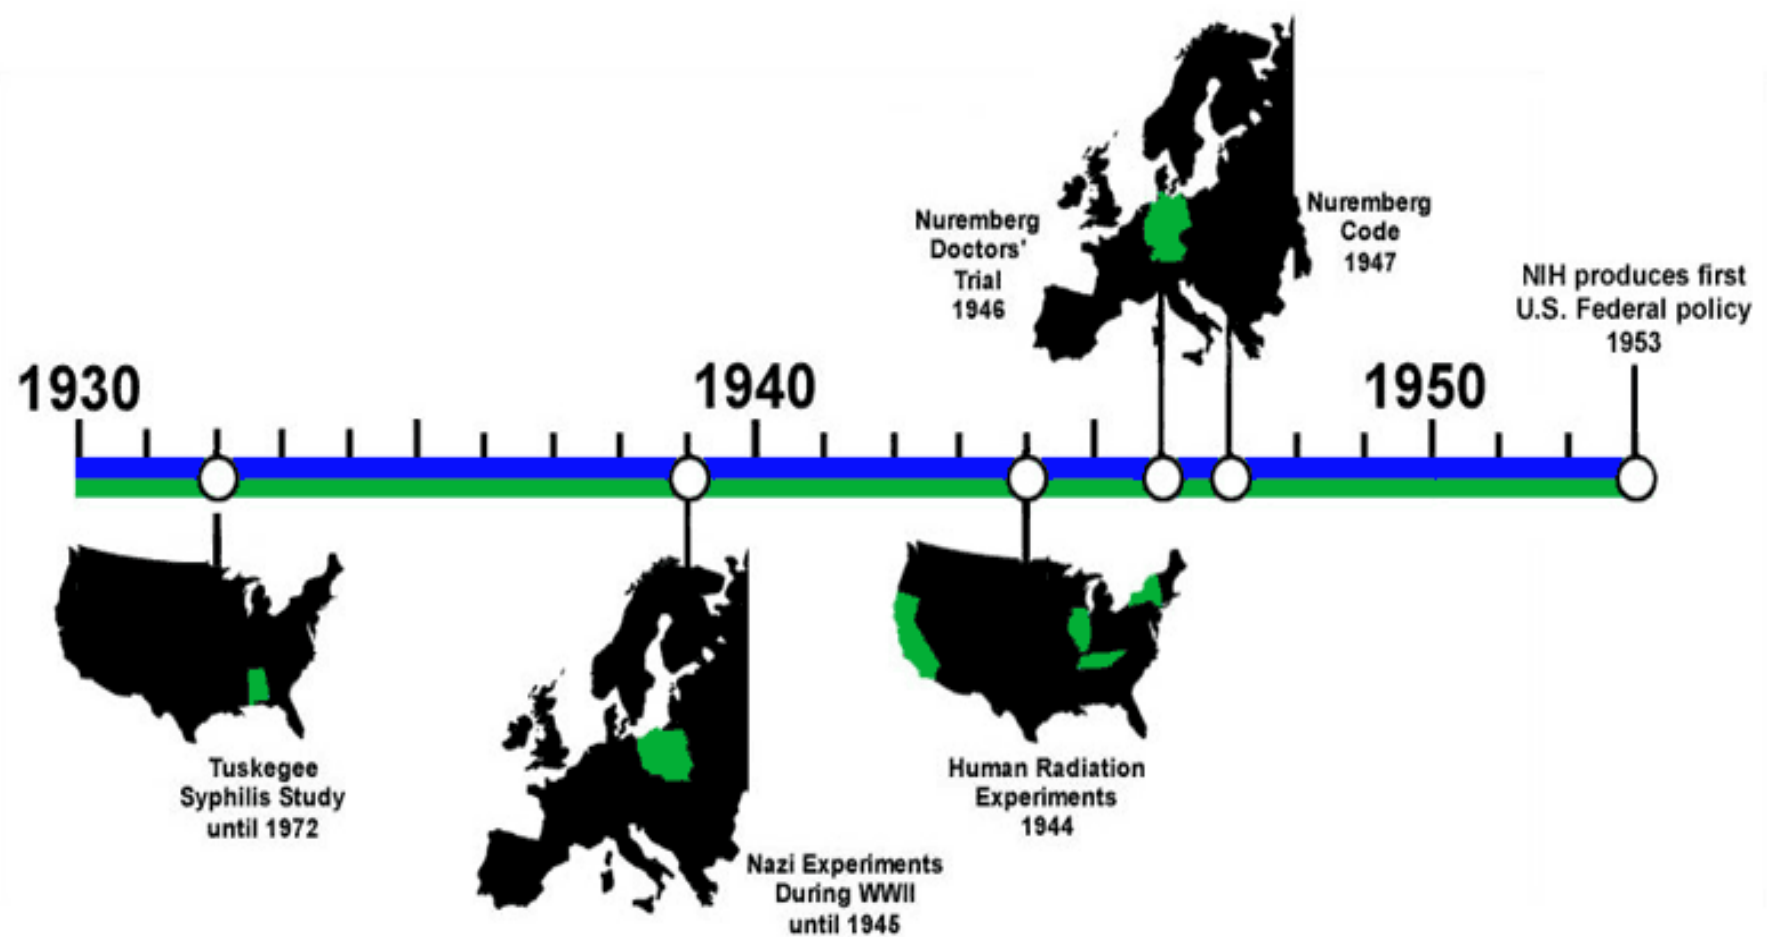 Nuremberg
Doctors'
Trial
1946
Nuremberg
Code
1947
NIH produces first
U.S. Federal policy
1953
1930
1940
1950
Tuskegee
Syphilis Study
until 1972
Nazi Experiments
During WWII
until 1945
Human Radiation
Experiments
1944